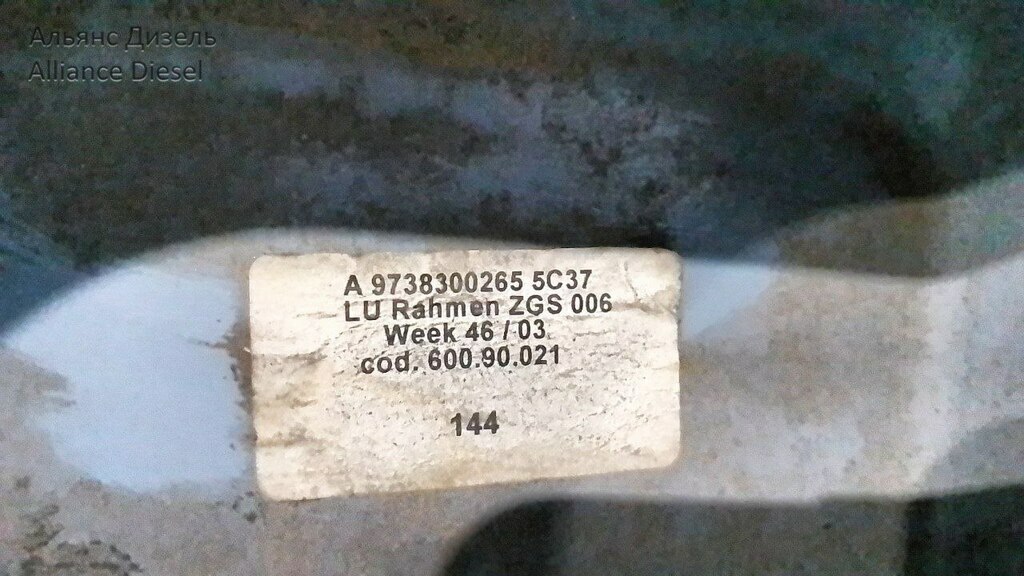 Альянс Дизель
Alliance Diesel
A 9738300265 5C37
LU Rahmen ZGS 006
Week 46 / 03
cod. 600.90.021
144